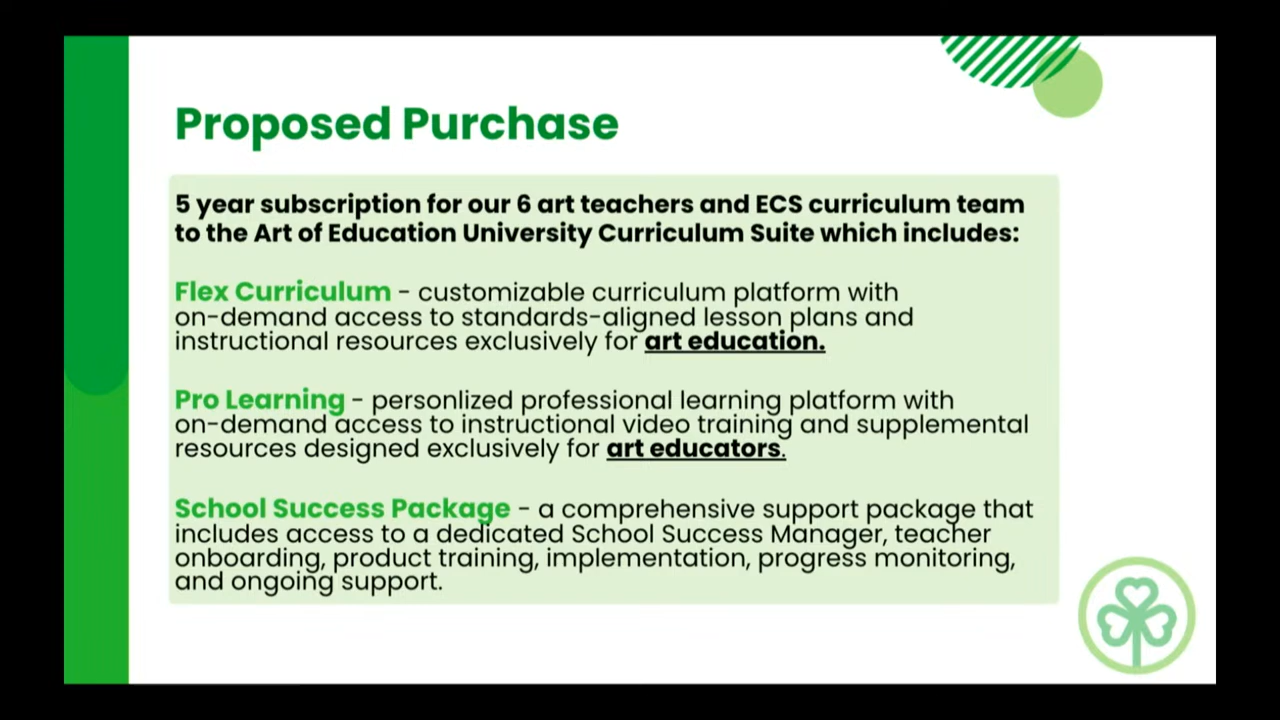 Proposed Purchase
5 year subscription for our 6 art teachers and ECS curriculum team
to the Art of Education University Curriculum Suite which includes:
Flex Curriculum - customizable curriculum platform with
on-demand access to standards-aligned lesson plans and
instructional resources exclusively for art education.
Pro Learning - personlized professional learning platform with
on-demand access to instructional video training and supplemental
resources designed exclusively for art educators.
School Success Package - a comprehensive support package that
includes access to a dedicated School Success Manager, teacher
onboarding, product training, implementation, progress monitoring,
and ongoing support.